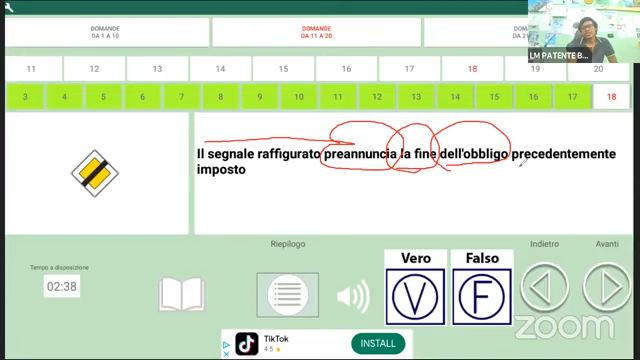 DOMANDE
DA 1 A 10
DOMANDE
DA 11 A 20
DOMANDE
LM PATENTE B...
11 12 13 14 15 16 17 18 19 20
3 4 5 6 7 8 9 10 11 12 13 14 15 16 17 18
Il segnale raffigurato preannuncia la fine dell'obbligo precedentemente
imposto
Riepilogo
Indietro
Avanti
Vero
Falso
Tempo a disposizione
02:38
V
F
zoom
TikTok
4.5
INSTALL